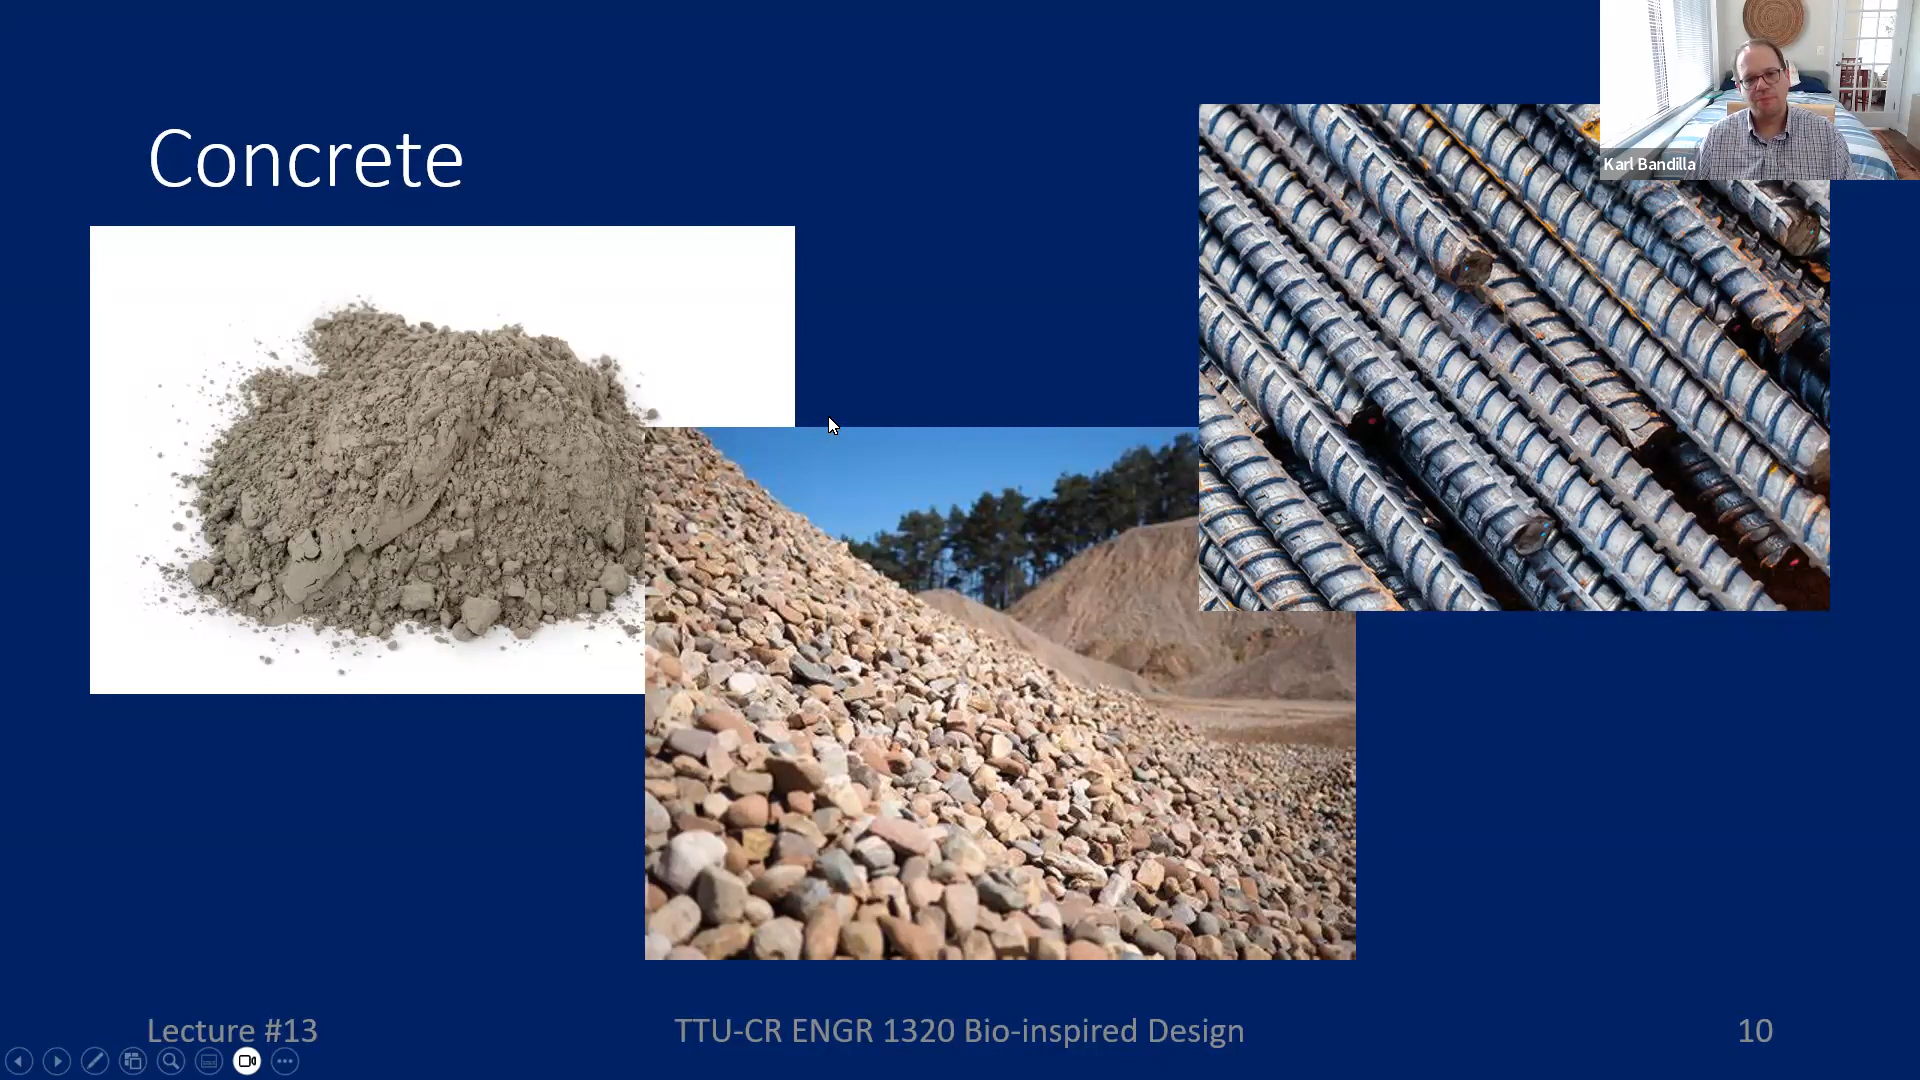 Concrete
Karl Bandilla
Lecture #13
TTU-CR ENGR 1320 Bio-inspired Design
10